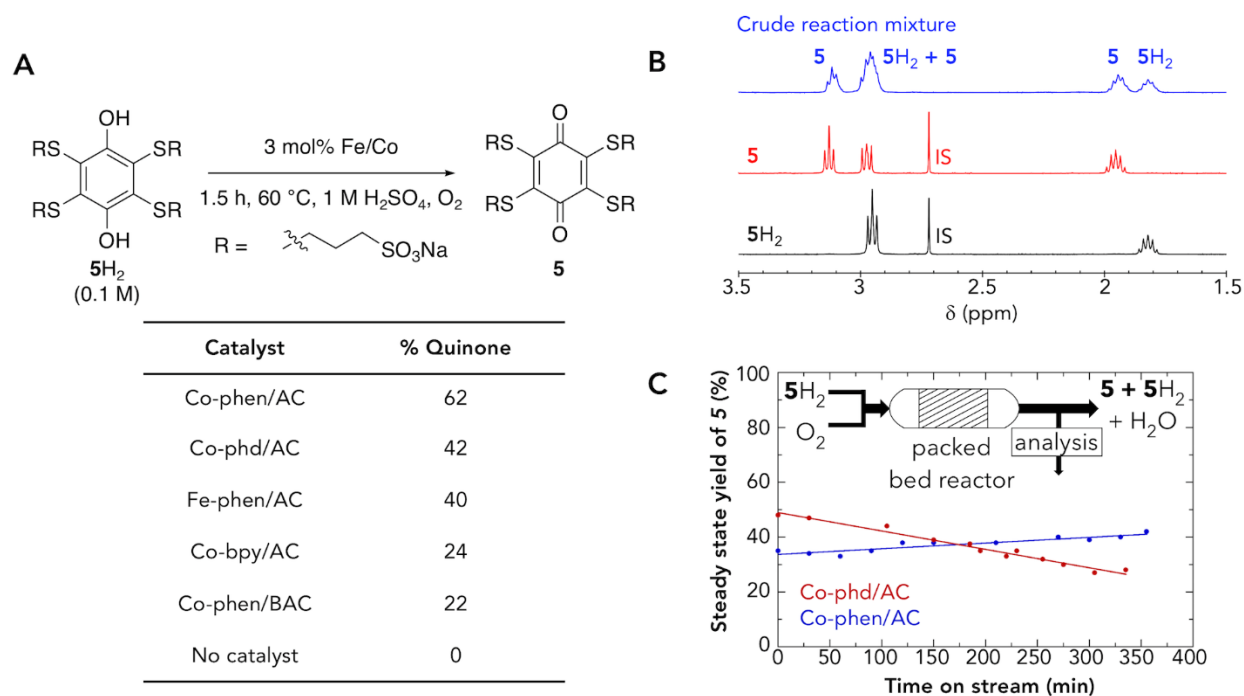 A
OH
RS
SR
RS
SR
OH
5H₂
(0.1 M)
3 mol% Fe/Co
1.5 h, 60 °C, 1 M H₂SO₄, O₂
R =
SO₃Na
O
RS
SR
RS
SR
O
5
Catalyst % Quinone
Co-phen/AC 62
Co-phd/AC 42
Fe-phen/AC 40
Co-bpy/AC 24
Co-phen/BAC 22
No catalyst 0
Crude reaction mixture
B
5 5H₂ + 5 5 5H₂
5 IS
5H₂ IS
3.5 3 2.5 2 1.5
δ (ppm)
C
Steady state yield of 5 (%)
100
80
60
40
20
0
5H₂
O₂
packed
bed reactor
5 + 5H₂
+ H₂O
analysis
Co-phd/AC
Co-phen/AC
0 50 100 150 200 250 300 350 400
Time on stream (min)